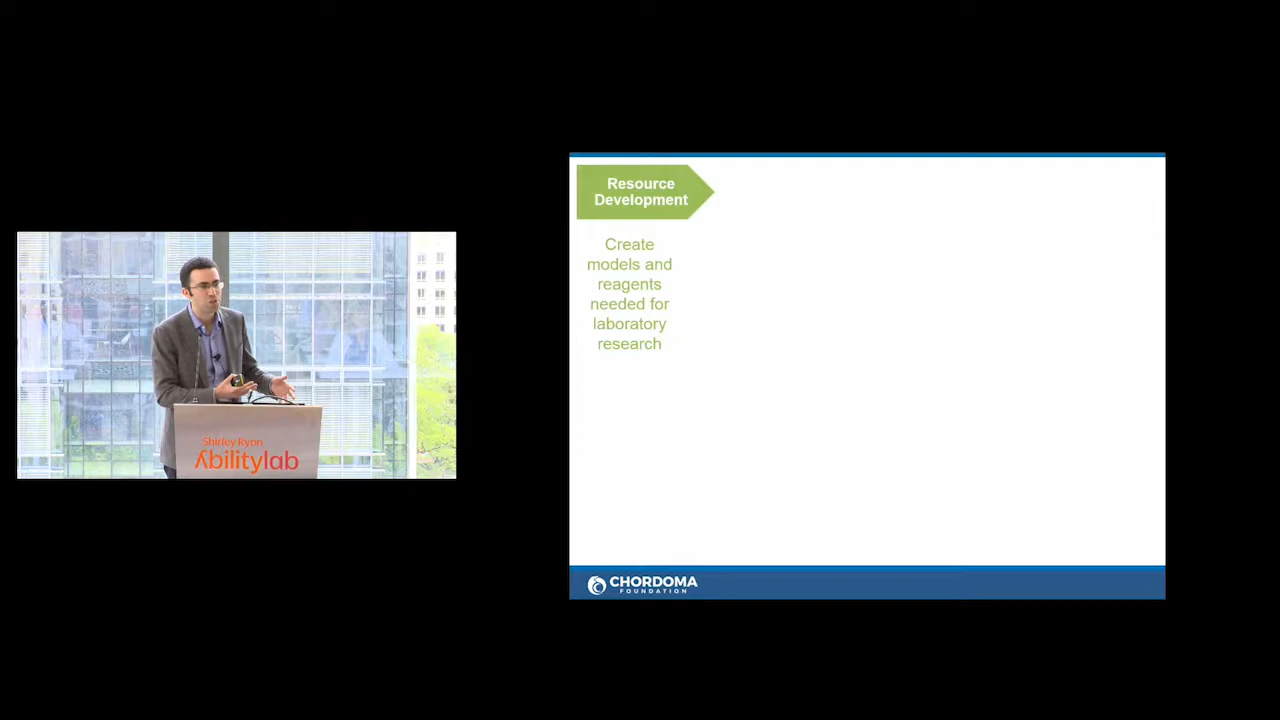 Resource
Development
Create
models and
reagents
needed for
laboratory
research
Shirley Ryan
Abilitylab
CHORDOMA
FOUNDATION